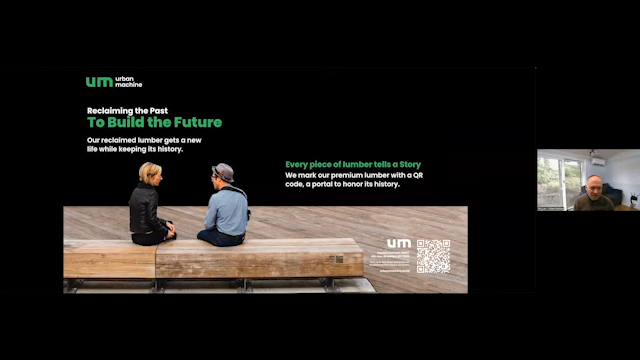 um urban
machine
Reclaiming the Past
To Build the Future
Our reclaimed lumber gets a new
life while keeping its history.
Every piece of lumber tells a Story
We mark our premium lumber with a QR
code, a portal to honor its history.
um